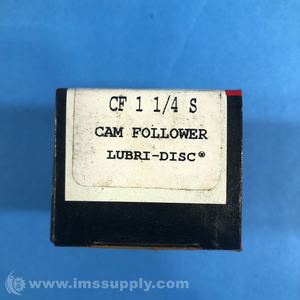 CF 1 1/4 S
CAM FOLLOWER
LUBRI-DISC®
© www.imssupply.com